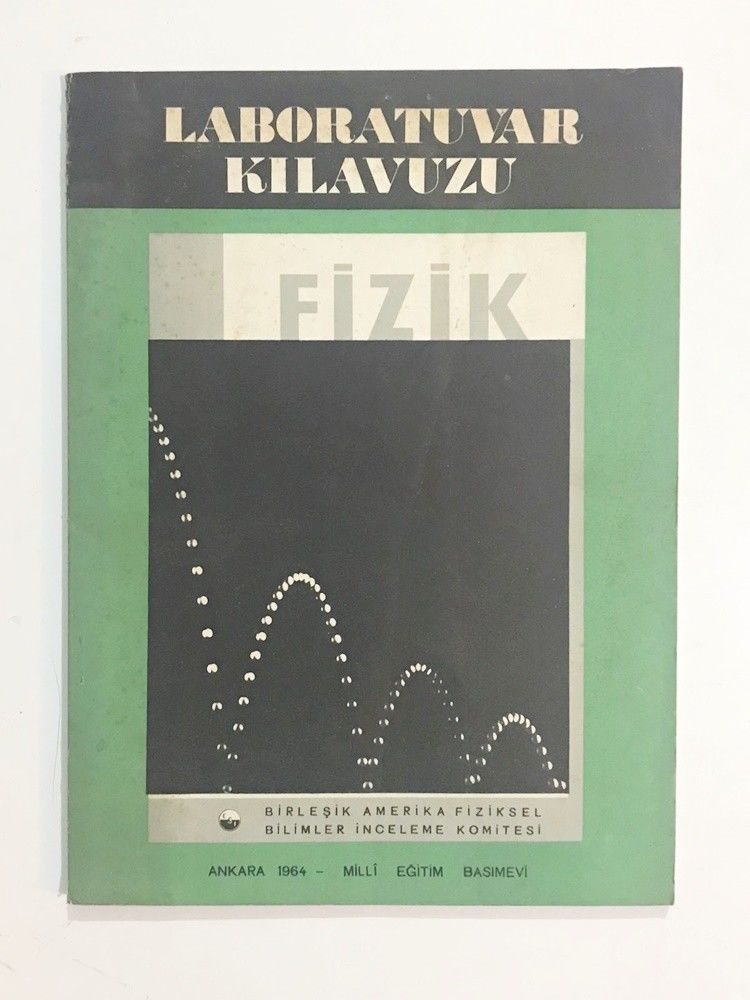 LABORATUVAR
KILAVUZU
FİZİK
BİRLEŞİK AMERİKA FİZİKSEL
BİLİMLER İNCELEME KOMİTESİ
ANKARA 1964 - MİLLÎ EĞİTİM BASIMEVİ